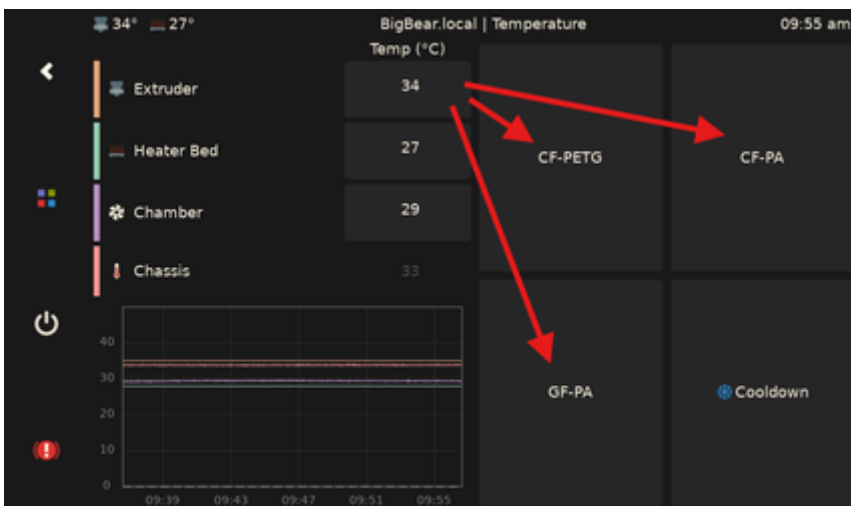 34° 27° BigBear.local | Temperature 09:55 am
Temp (°C)
Extruder 34
Heater Bed 27
Chamber 29
Chassis 33
CF-PETG CF-PA
GF-PA Cooldown
40
30
20
10
0
09:39 09:43 09:47 09:51 09:55